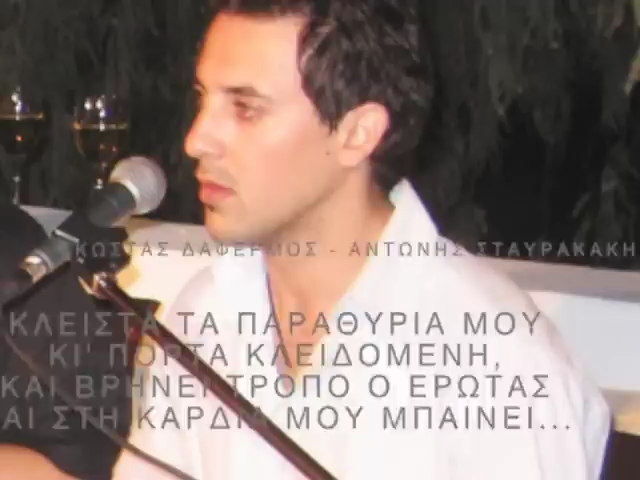 ΚΩΣΤΑΣ ΔΑΦΕΡΜΟΣ - ΑΝΤΩΝΗΣ ΣΤΑΥΡΑΚΑΚΗ
ΚΛΕΙΣΤΑ ΤΑ ΠΑΡΑΘΥΡΙΑ ΜΟΥ
ΚΙ' ΠΟΡΤΑ ΚΛΕΙΔΟΜΕΝΗ,
ΚΑΙ ΒΡΗΝΕΙ ΤΡΟΠΟ Ο ΕΡΩΤΑΣ
ΑΙ ΣΤΗ ΚΑΡΔΙΑ ΜΟΥ ΜΠΑΙΝΕΙ...